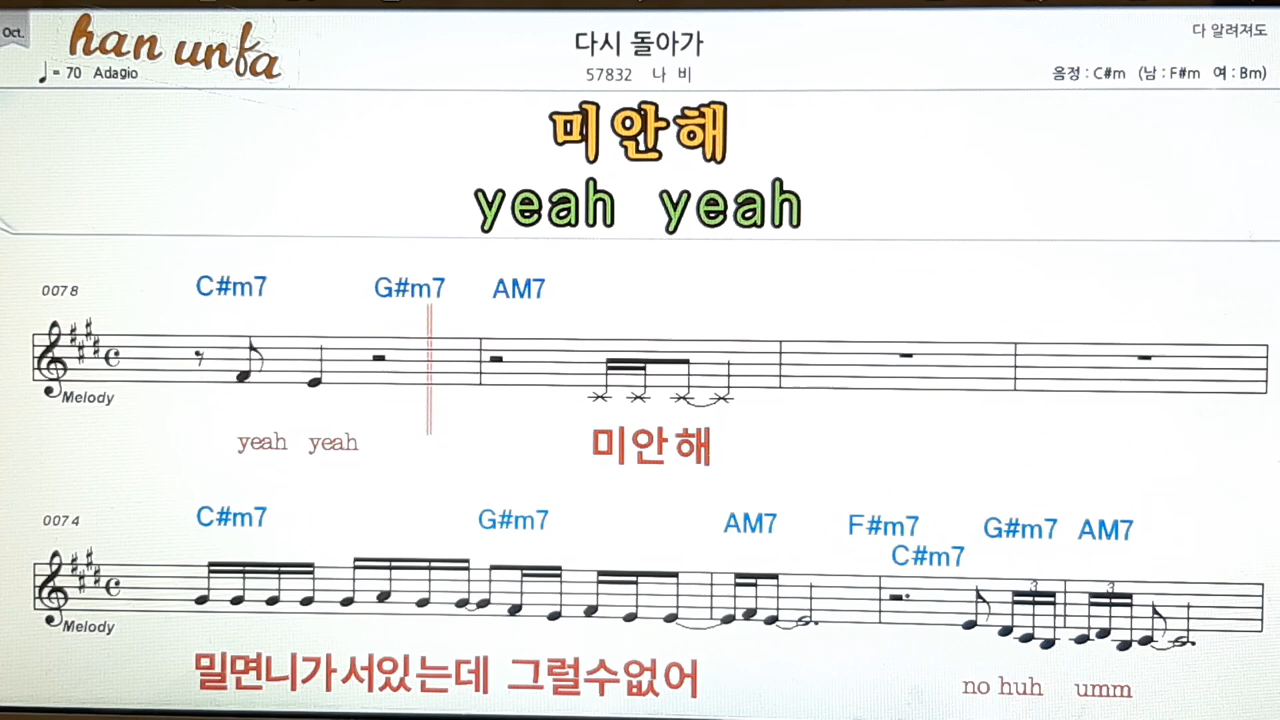 Oct.
han unfa
다시 돌아가
다 알려져도
♩= 70 Adagio
57832 나 비
음정 : C#m (남 : F#m 여 : Bm)
미안해
yeah yeah
0078
C#m7 G#m7 AM7
Melody
yeah yeah 미안해
0074
C#m7 G#m7 AM7 F#m7 G#m7 AM7
C#m7
3 3
Melody
밀면니가서있는데 그럴수없어 no huh umm